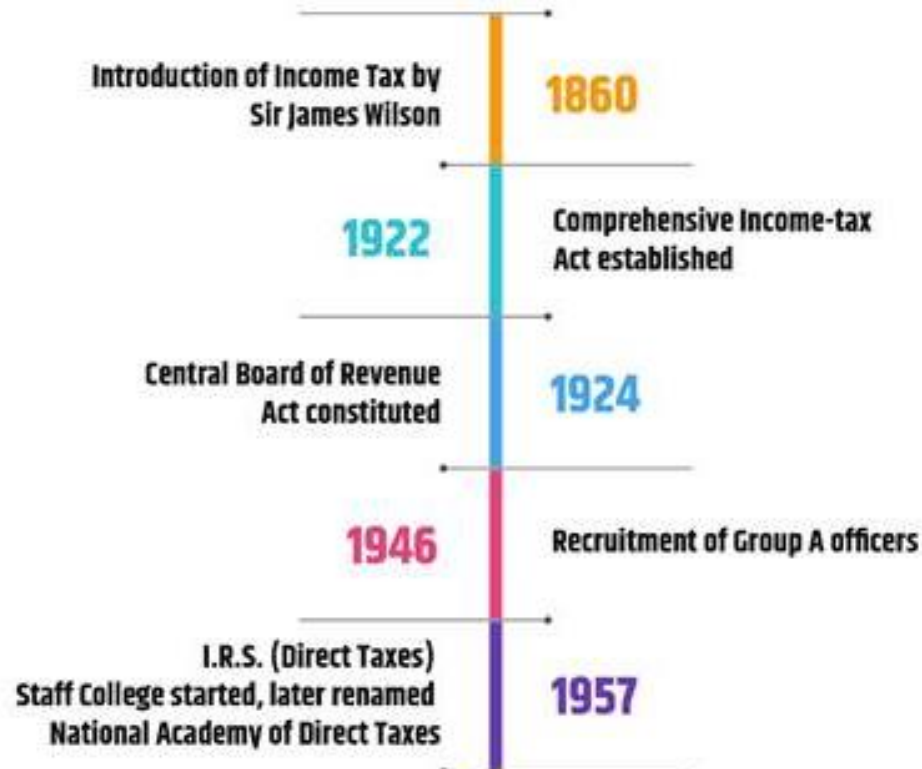 Introduction of Income Tax by
Sir James Wilson
1860
1922
Comprehensive Income-tax
Act established
Central Board of Revenue
Act constituted
1924
1946
Recruitment of Group A officers
I.R.S. (Direct Taxes)
Staff College started, later renamed
National Academy of Direct Taxes
1957